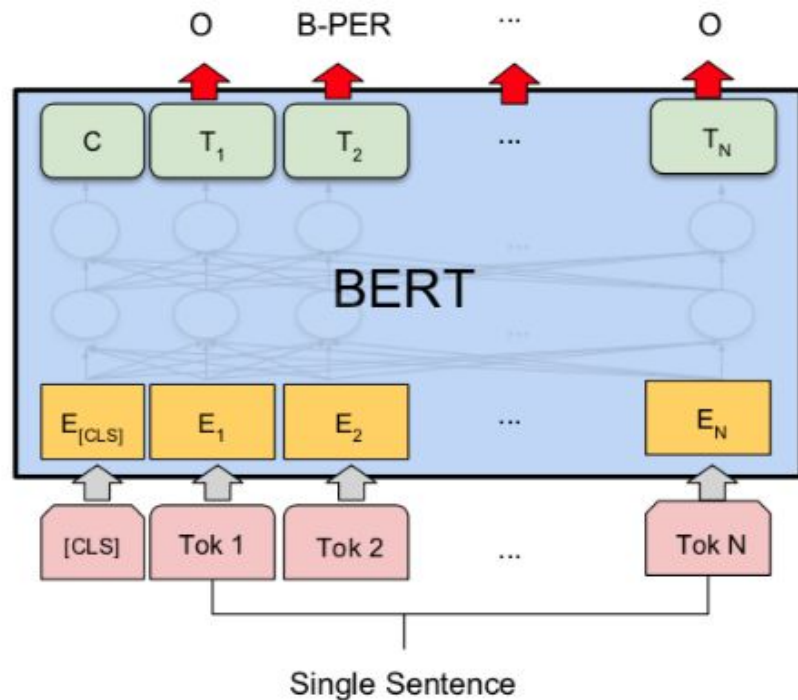 O B-PER ... O
C T1 T2 ... TN
...
BERT
...
E[CLS] E1 E2 ... EN
[CLS] Tok 1 Tok 2 ... Tok N
Single Sentence